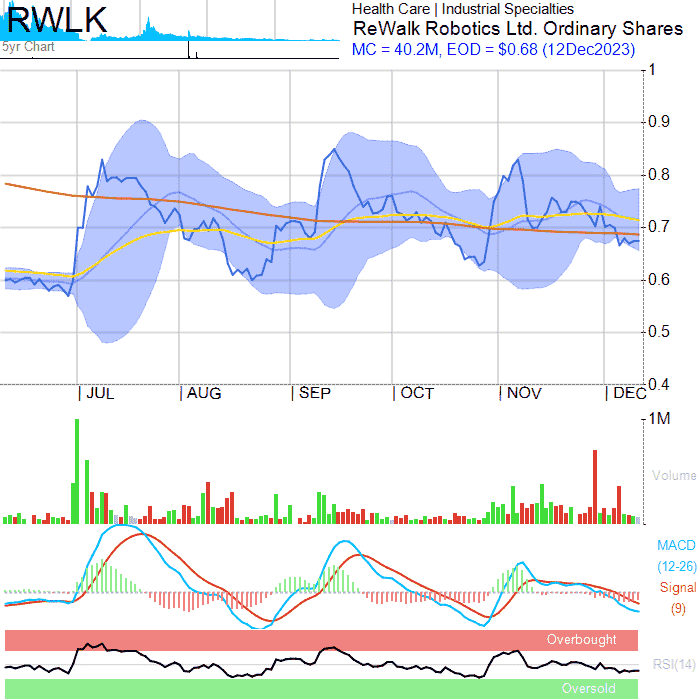 RWLK
5yr Chart
Health Care | Industrial Specialties
ReWalk Robotics Ltd. Ordinary Shares
MC = 40.2M, EOD = $0.68 (12Dec2023)
1
0.9
0.8
0.7
0.6
0.5
0.4
| JUL | AUG | SEP | OCT | NOV | DEC
1M
Volume
MACD
(12-26)
Signal
(9)
Overbought
RSI(14)
Oversold